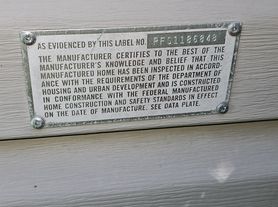 AS EVIDENCED BY THIS LABEL NO. PFS1186848
THE MANUFACTURER CERTIFIES TO THE BEST OF THE
MANUFACTURER'S KNOWLEDGE AND BELIEF THAT THIS
MANUFACTURED HOME HAS BEEN INSPECTED IN ACCORD-
ANCE WITH THE REQUIREMENTS OF THE DEPARTMENT OF
HOUSING AND URBAN DEVELOPMENT AND IS CONSTRUCTED
IN CONFORMANCE WITH THE FEDERAL MANUFACTURED
HOME CONSTRUCTION AND SAFETY STANDARDS IN EFFECT
ON THE DATE OF MANUFACTURE. SEE DATA PLATE.